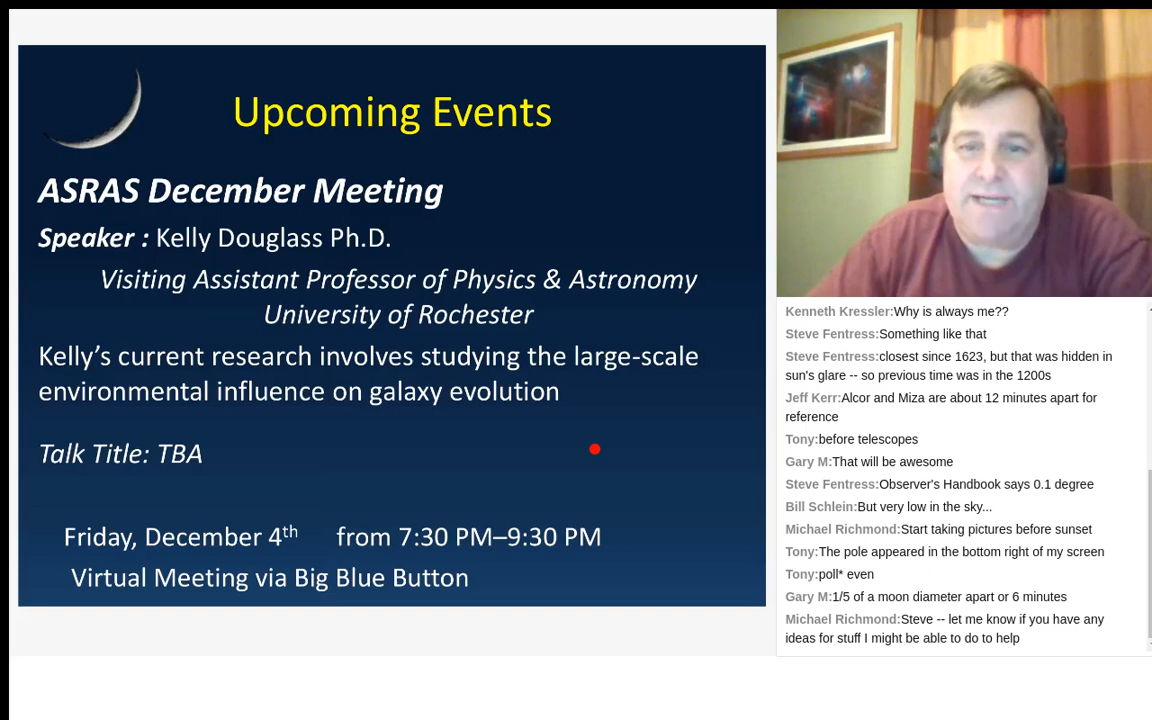 Upcoming Events
ASRAS December Meeting
Speaker : Kelly Douglass Ph.D.
Visiting Assistant Professor of Physics & Astronomy
University of Rochester
Kelly’s current research involves studying the large-scale
environmental influence on galaxy evolution
Talk Title: TBA
Friday, December 4th from 7:30 PM–9:30 PM
Virtual Meeting via Big Blue Button
Kenneth Kressler:Why is always me??
Steve Fentress:Something like that
Steve Fentress:closest since 1623, but that was hidden in
sun's glare -- so previous time was in the 1200s
Jeff Kerr:Alcor and Miza are about 12 minutes apart for
reference
Tony:before telescopes
Gary M:That will be awesome
Steve Fentress:Observer's Handbook says 0.1 degree
Bill Schlein:But very low in the sky...
Michael Richmond:Start taking pictures before sunset
Tony:The pole appeared in the bottom right of my screen
Tony:poll* even
Gary M:1/5 of a moon diameter apart or 6 minutes
Michael Richmond:Steve -- let me know if you have any
ideas for stuff I might be able to do to help